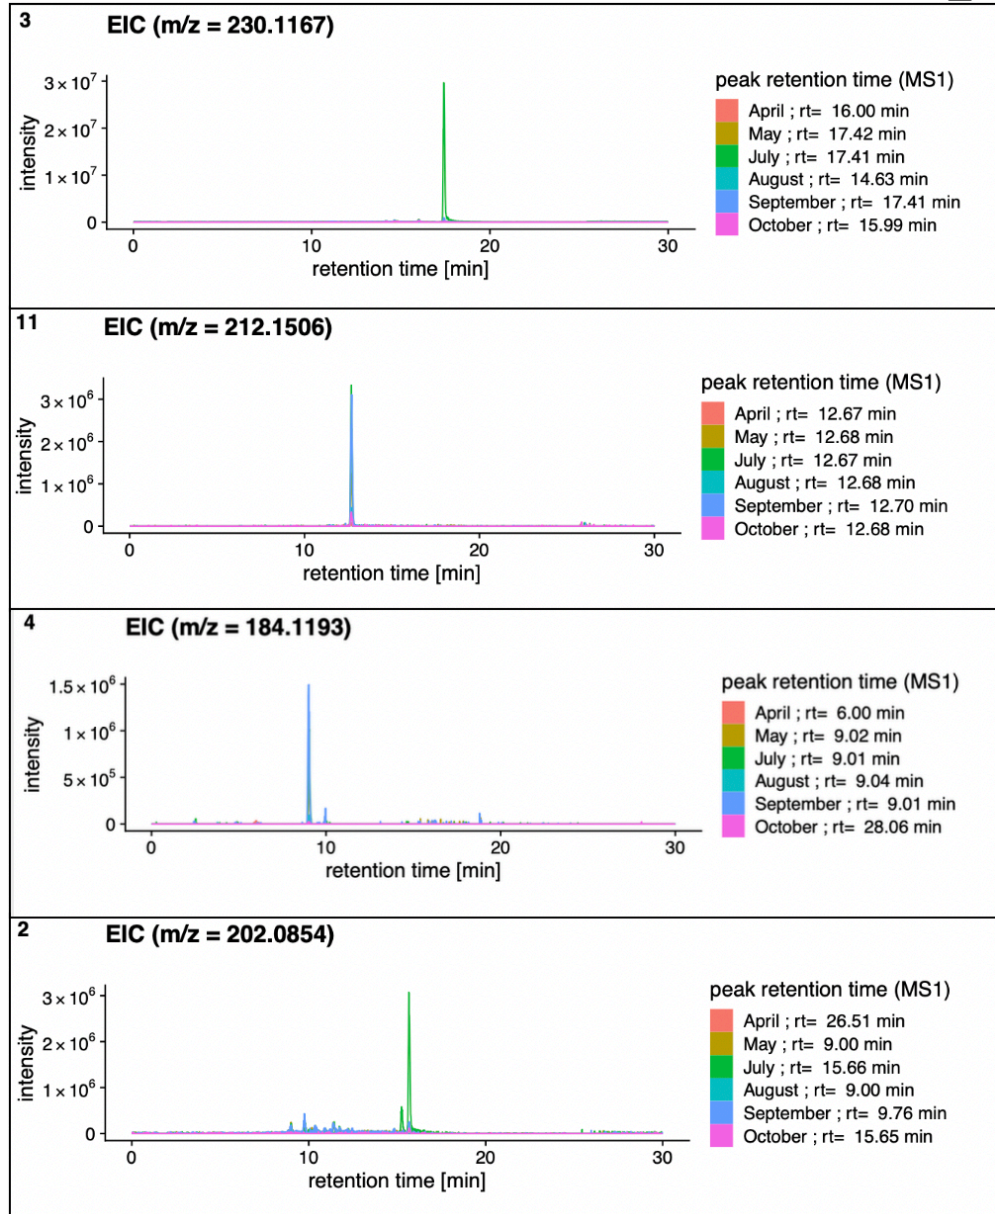 3 EIC (m/z = 230.1167)
3 × 10⁷
2 × 10⁷
1 × 10⁷
0
intensity
0 10 20 30
retention time [min]
peak retention time (MS1)
April ; rt= 16.00 min
May ; rt= 17.42 min
July ; rt= 17.41 min
August ; rt= 14.63 min
September ; rt= 17.41 min
October ; rt= 15.99 min
11 EIC (m/z = 212.1506)
3 × 10⁶
2 × 10⁶
1 × 10⁶
0
intensity
0 10 20 30
retention time [min]
peak retention time (MS1)
April ; rt= 12.67 min
May ; rt= 12.68 min
July ; rt= 12.67 min
August ; rt= 12.68 min
September ; rt= 12.70 min
October ; rt= 12.68 min
4 EIC (m/z = 184.1193)
1.5 × 10⁶
1 × 10⁶
5 × 10⁵
0
intensity
0 10 20 30
retention time [min]
peak retention time (MS1)
April ; rt= 6.00 min
May ; rt= 9.02 min
July ; rt= 9.01 min
August ; rt= 9.04 min
September ; rt= 9.01 min
October ; rt= 28.06 min
2 EIC (m/z = 202.0854)
3 × 10⁶
2 × 10⁶
1 × 10⁶
0
intensity
0 10 20 30
retention time [min]
peak retention time (MS1)
April ; rt= 26.51 min
May ; rt= 9.00 min
July ; rt= 15.66 min
August ; rt= 9.00 min
September ; rt= 9.76 min
October ; rt= 15.65 min